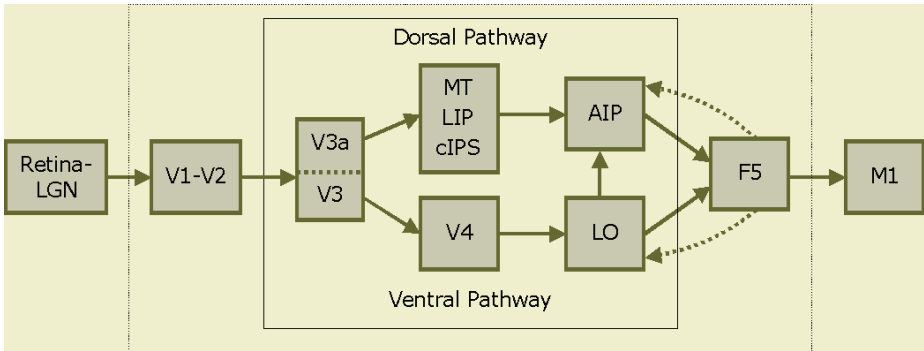 Dorsal Pathway
MT
LIP
cIPS
AIP
V3a
V3
Retina-
LGN
V1-V2
F5
M1
V4
LO
Ventral Pathway